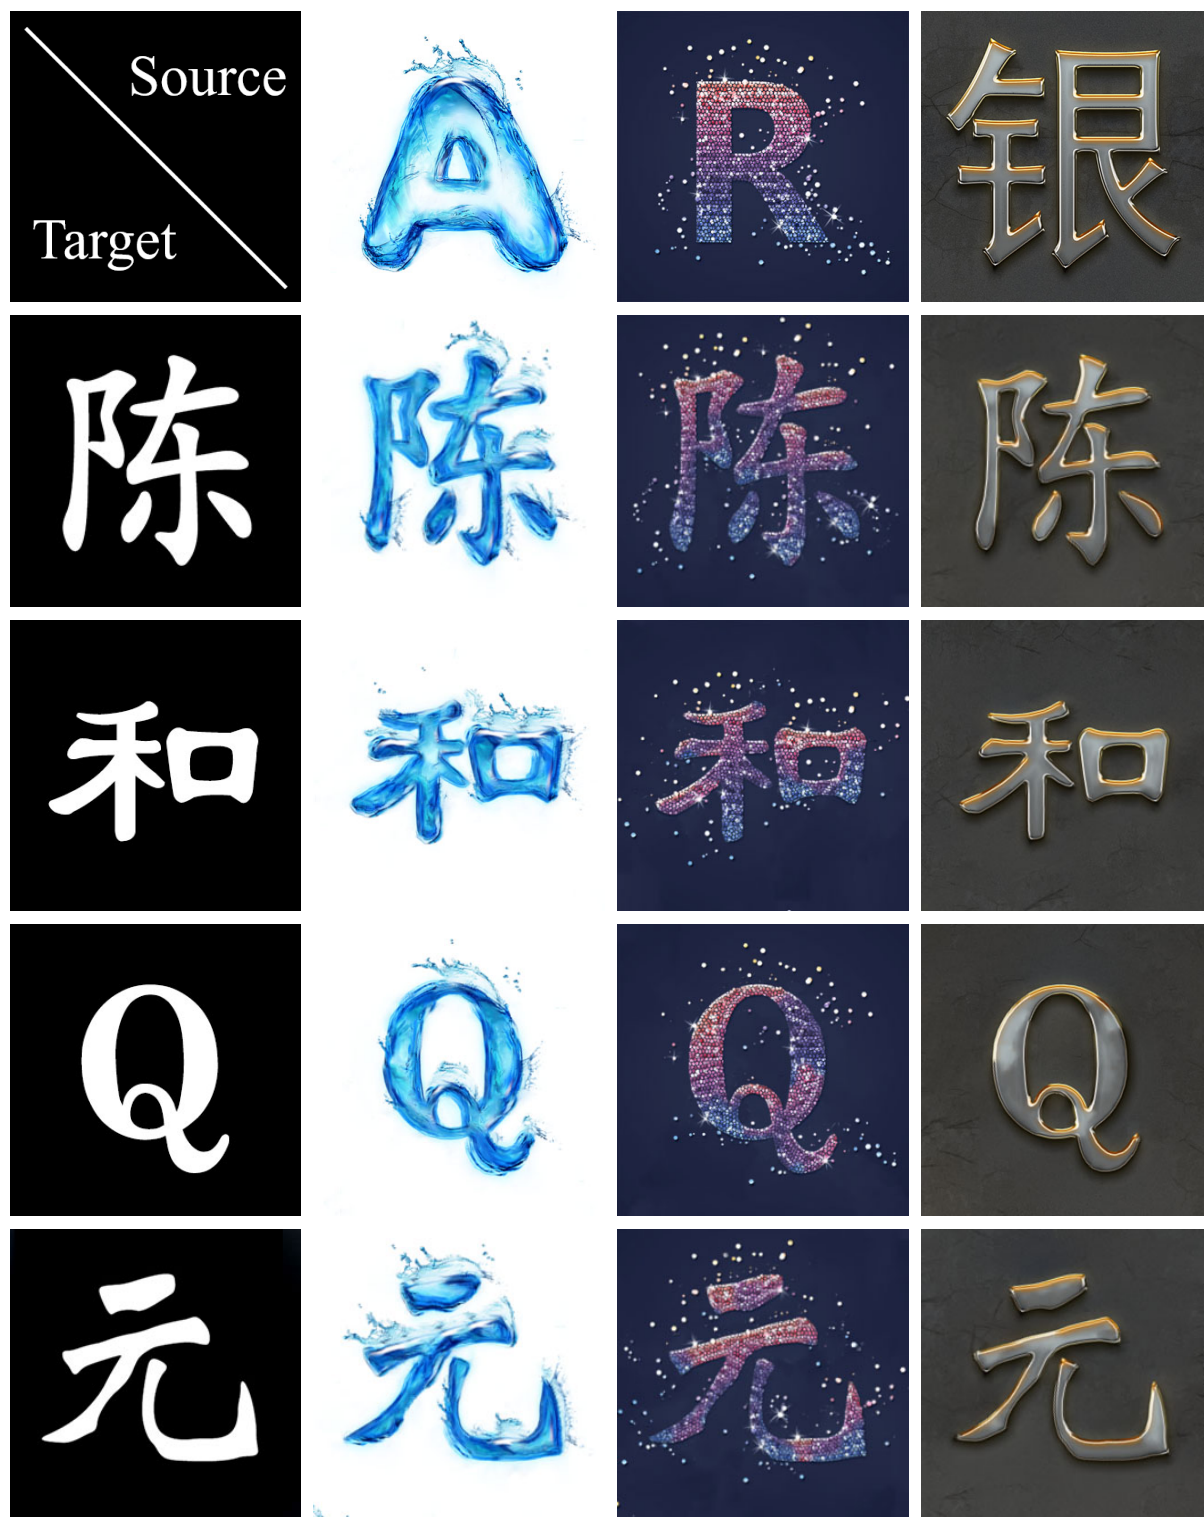 Source
Target
A R 银
陈 陈 陈 陈
和 和 和 和
Q Q Q Q
元 元 元 元